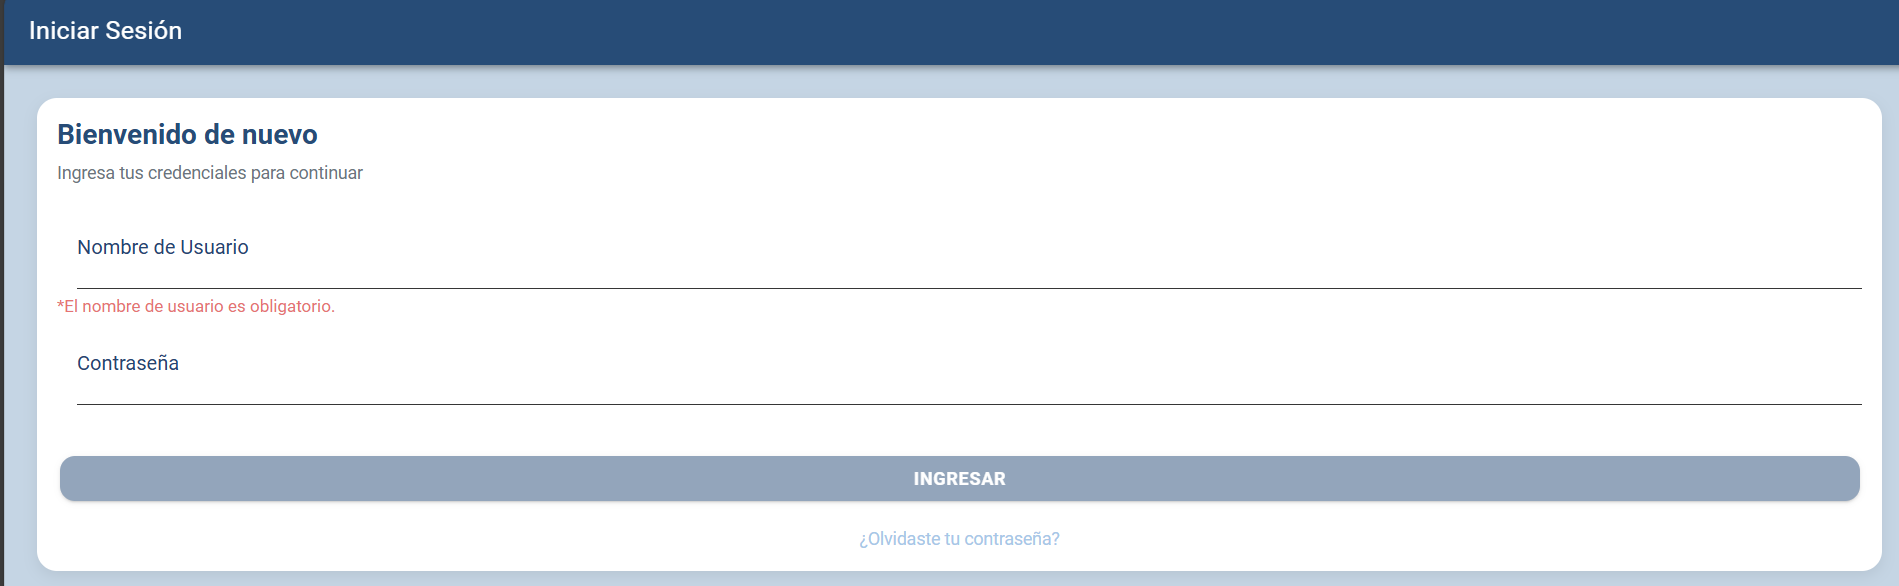 Iniciar Sesión
Bienvenido de nuevo
Ingresa tus credenciales para continuar
Nombre de Usuario
*El nombre de usuario es obligatorio.
Contraseña
INGRESAR
¿Olvidaste tu contraseña?